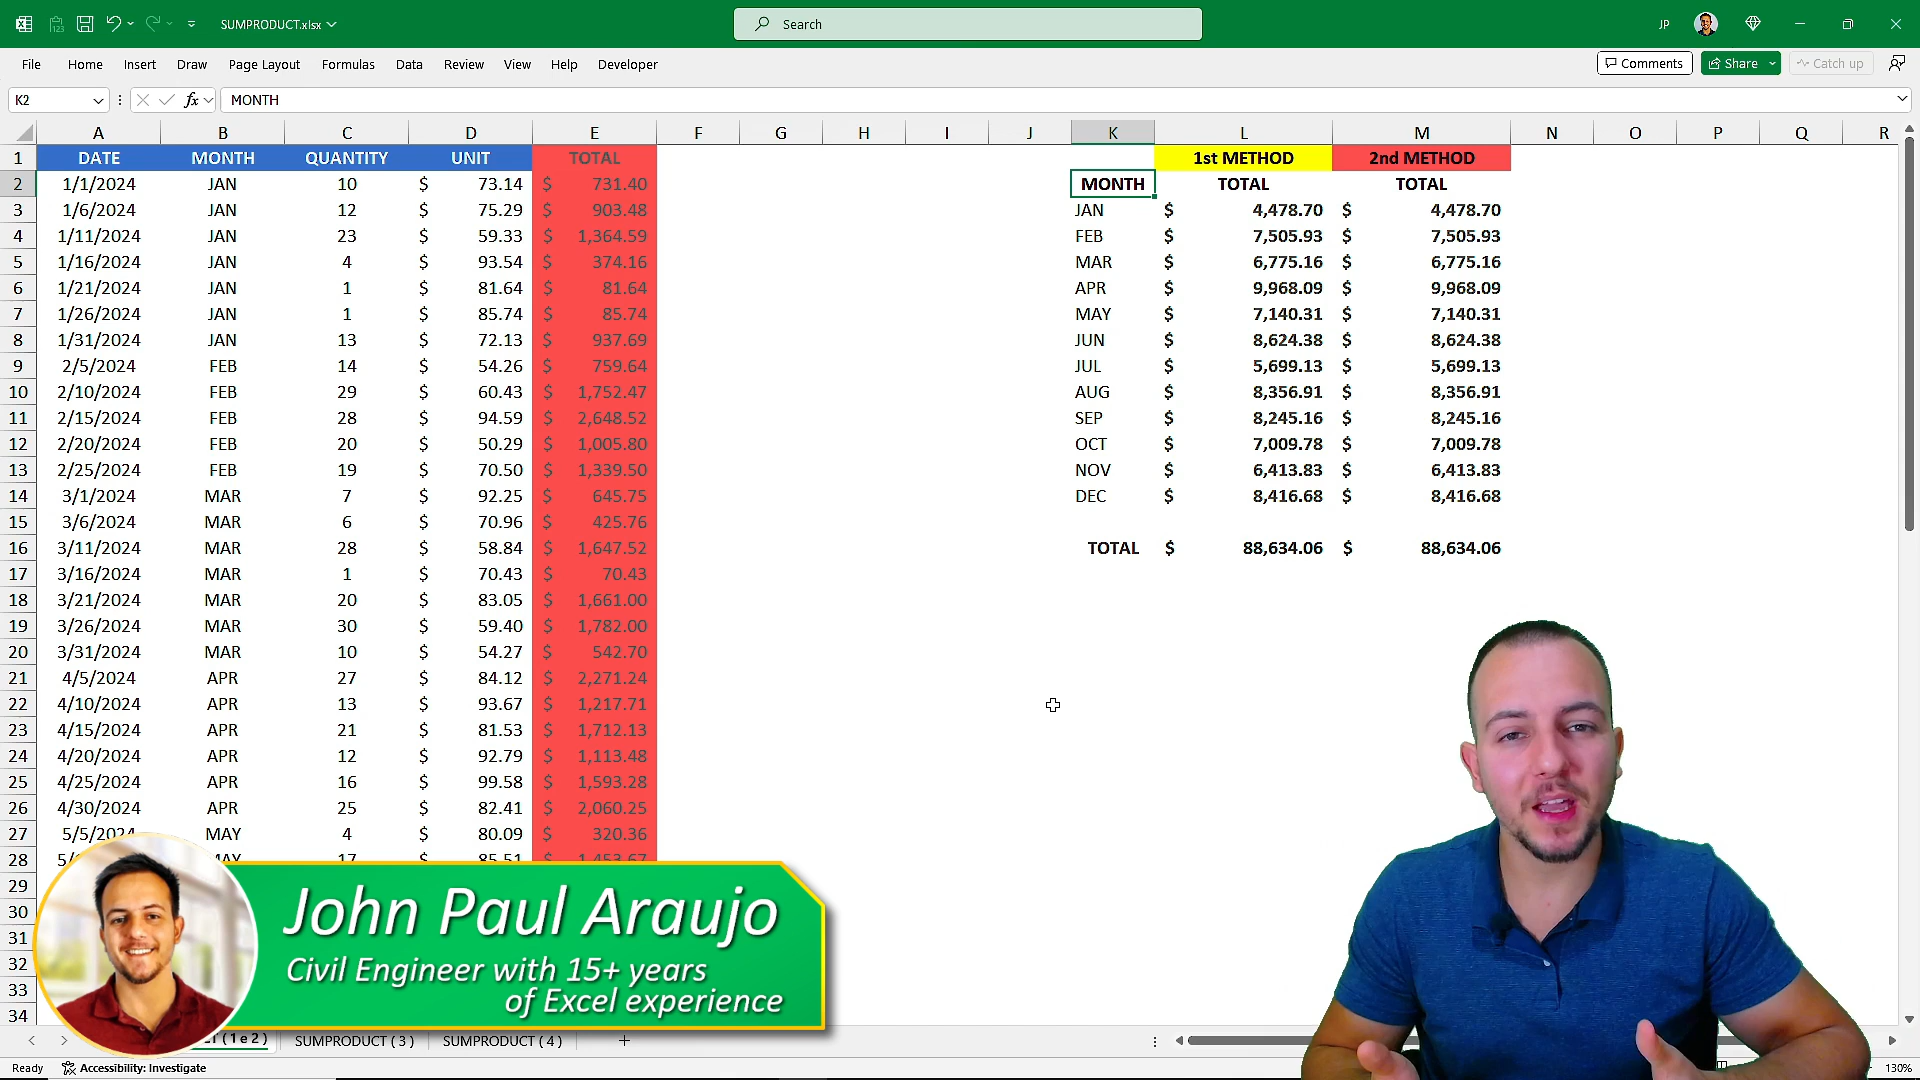 SUMPRODUCT.xlsx
Search
JP
File Home Insert Draw Page Layout Formulas Data Review View Help Developer
Comments Share Catch up
K2 fx MONTH
A B C D E F G H I J K L M N O P Q R
1 DATE MONTH QUANTITY UNIT TOTAL 1st METHOD 2nd METHOD
2 1/1/2024 JAN 10 $ 73.14 $ 731.40 MONTH TOTAL TOTAL
3 1/6/2024 JAN 12 $ 75.29 $ 903.48 JAN $ 4,478.70 $ 4,478.70
4 1/11/2024 JAN 23 $ 59.33 $ 1,364.59 FEB $ 7,505.93 $ 7,505.93
5 1/16/2024 JAN 4 $ 93.54 $ 374.16 MAR $ 6,775.16 $ 6,775.16
6 1/21/2024 JAN 1 $ 81.64 $ 81.64 APR $ 9,968.09 $ 9,968.09
7 1/26/2024 JAN 1 $ 85.74 $ 85.74 MAY $ 7,140.31 $ 7,140.31
8 1/31/2024 JAN 13 $ 72.13 $ 937.69 JUN $ 8,624.38 $ 8,624.38
9 2/5/2024 FEB 14 $ 54.26 $ 759.64 JUL $ 5,699.13 $ 5,699.13
10 2/10/2024 FEB 29 $ 60.43 $ 1,752.47 AUG $ 8,356.91 $ 8,356.91
11 2/15/2024 FEB 28 $ 94.59 $ 2,648.52 SEP $ 8,245.16 $ 8,245.16
12 2/20/2024 FEB 20 $ 50.29 $ 1,005.80 OCT $ 7,009.78 $ 7,009.78
13 2/25/2024 FEB 19 $ 70.50 $ 1,339.50 NOV $ 6,413.83 $ 6,413.83
14 3/1/2024 MAR 7 $ 92.25 $ 645.75 DEC $ 8,416.68 $ 8,416.68
15 3/6/2024 MAR 6 $ 70.96 $ 425.76
16 3/11/2024 MAR 28 $ 58.84 $ 1,647.52 TOTAL $ 88,634.06 $ 88,634.06
17 3/16/2024 MAR 1 $ 70.43 $ 70.43
18 3/21/2024 MAR 20 $ 83.05 $ 1,661.00
19 3/26/2024 MAR 30 $ 59.40 $ 1,782.00
20 3/31/2024 MAR 10 $ 54.27 $ 542.70
21 4/5/2024 APR 27 $ 84.12 $ 2,271.24
22 4/10/2024 APR 13 $ 93.67 $ 1,217.71
23 4/15/2024 APR 21 $ 81.53 $ 1,712.13
24 4/20/2024 APR 12 $ 92.79 $ 1,113.48
25 4/25/2024 APR 16 $ 99.58 $ 1,593.28
26 4/30/2024 APR 25 $ 82.41 $ 2,060.25
27 5/5/2024 MAY 4 $ 80.09 $ 320.36
28 MAY 17 $ 85.51 $ 1,453.67
29
30
31
32
33
34
John Paul Araujo
Civil Engineer with 15+ years
of Excel experience
( 1 e 2 ) SUMPRODUCT ( 3 ) SUMPRODUCT ( 4 )
Ready Accessibility: Investigate 130%